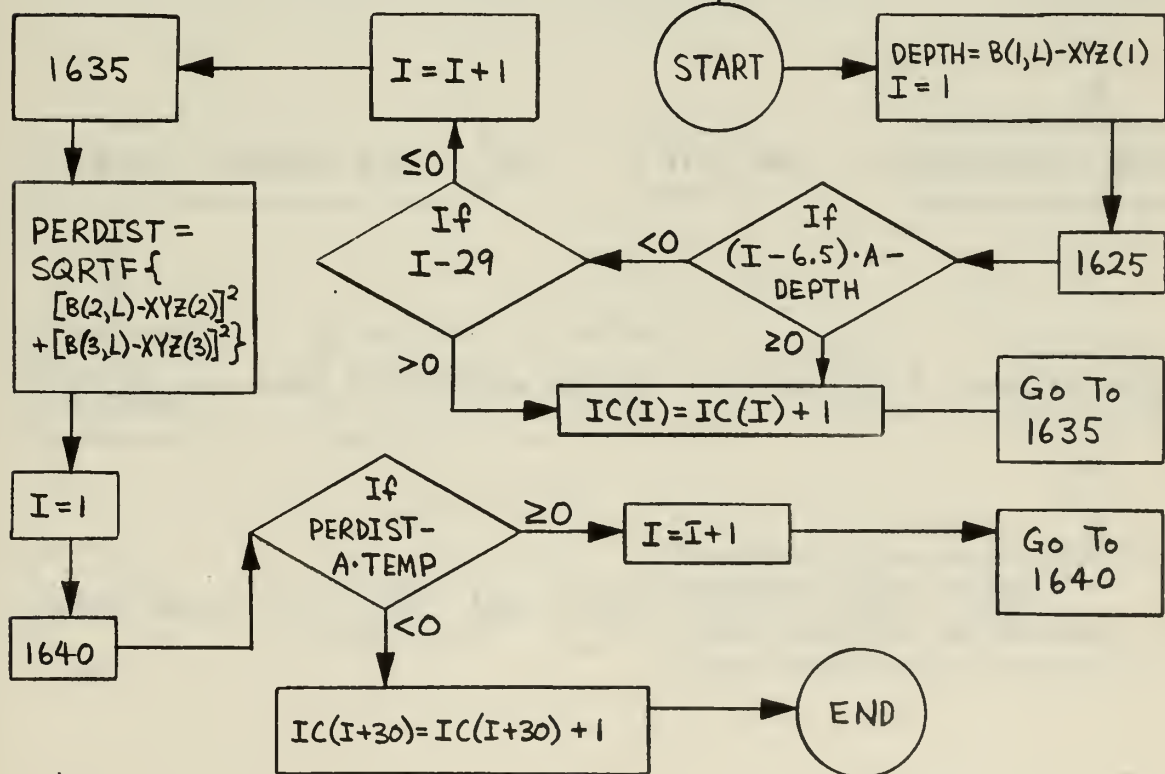 START
DEPTH=B(1,L)-XYZ(1)
I=1
1625
If
(I-6.5)·A-
DEPTH
<0
≥0
If
I-29
≤0
>0
I=I+1
1635
IC(I)=IC(I)+1
Go To
1635
PERDIST=
SQRTF{
[B(2,L)-XYZ(2)]²
+[B(3,L)-XYZ(3)]²}
I=1
1640
If
PERDIST-
A·TEMP
≥0
<0
I=I+1
Go To
1640
IC(I+30)=IC(I+30)+1
END